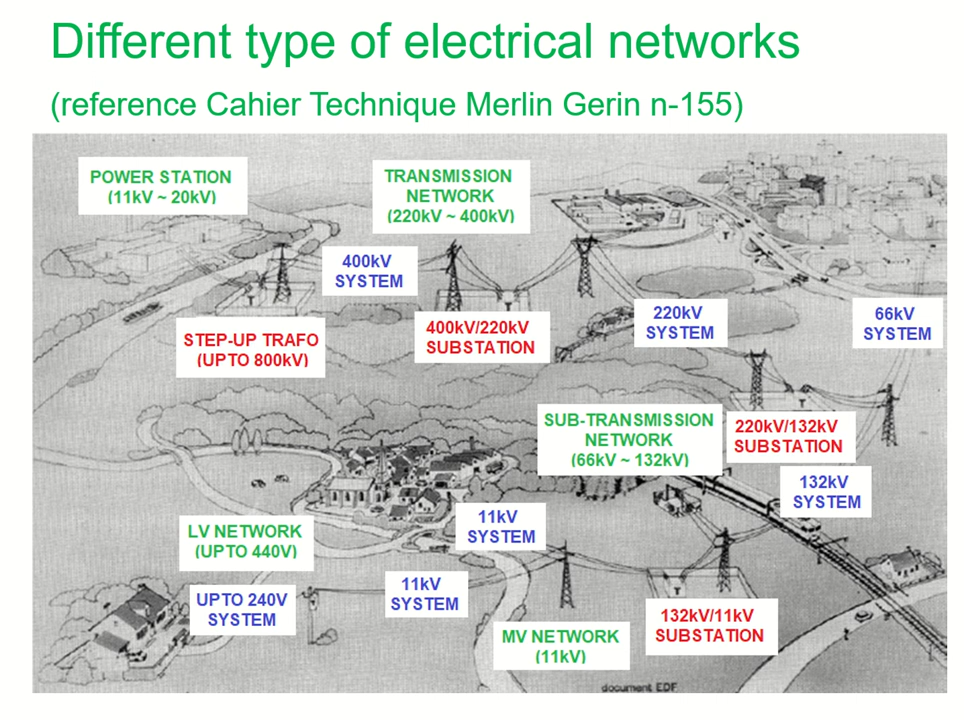 Different type of electrical networks
(reference Cahier Technique Merlin Gerin n-155)
POWER STATION
(11kV ~ 20kV)
TRANSMISSION
NETWORK
(220kV ~ 400kV)
400kV
SYSTEM
STEP-UP TRAFO
(UPTO 800kV)
400kV/220kV
SUBSTATION
220kV
SYSTEM
66kV
SYSTEM
SUB-TRANSMISSION
NETWORK
(66kV ~ 132kV)
220kV/132kV
SUBSTATION
132kV
SYSTEM
LV NETWORK
(UPTO 440V)
11kV
SYSTEM
UPTO 240V
SYSTEM
11kV
SYSTEM
MV NETWORK
(11kV)
132kV/11kV
SUBSTATION
document EDF